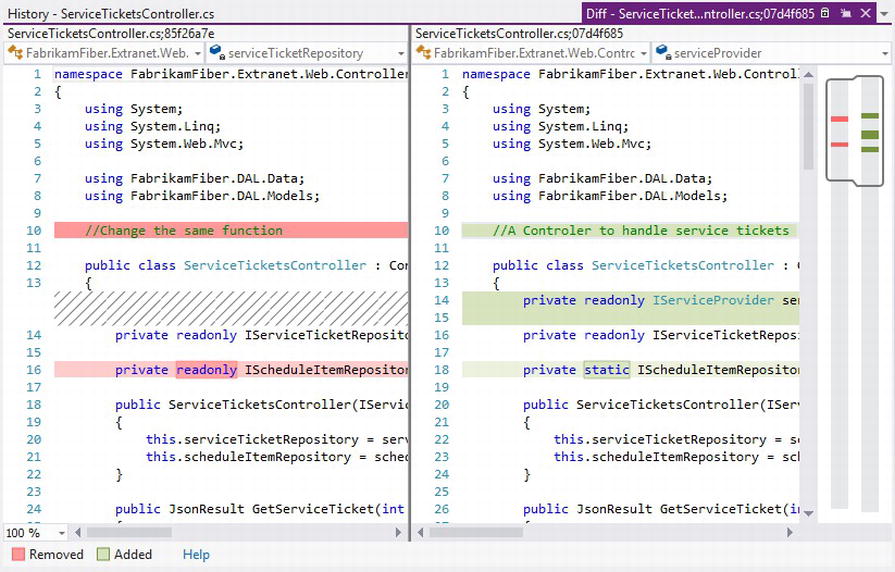 History - ServiceTicketsController.cs
Diff - ServiceTicket...ntroller.cs;07d4f685
ServiceTicketsController.cs;85f26a7e
FabrikamFiber.Extranet.Web.
serviceTicketRepository
1 namespace FabrikamFiber.Extranet.Web.Controller
2 {
3 using System;
4 using System.Linq;
5 using System.Web.Mvc;
6
7 using FabrikamFiber.DAL.Data;
8 using FabrikamFiber.DAL.Models;
9
10 //Change the same function
11
12 public class ServiceTicketsController : Con
13 {
14 private readonly IServiceTicketReposito
15
16 private readonly IScheduleItemRepositor
17
18 public ServiceTicketsController(IServic
19 {
20 this.serviceTicketRepository = serv
21 this.scheduleItemRepository = sched
22 }
23
24 public JsonResult GetServiceTicket(int
25 {
100 %
ServiceTicketsController.cs;07d4f685
FabrikamFiber.Extranet.Web.Contrc
serviceProvider
1 namespace FabrikamFiber.Extranet.Web.Control
2 {
3 using System;
4 using System.Linq;
5 using System.Web.Mvc;
6
7 using FabrikamFiber.DAL.Data;
8 using FabrikamFiber.DAL.Models;
9
10 //A Controler to handle service tickets
11
12 public class ServiceTicketsController : C
13 {
14 private readonly IServiceProvider ser
15
16 private readonly IServiceTicketReposi
17
18 private static IScheduleItemRepositor
19
20 public ServiceTicketsController(IServ
21 {
22 this.serviceTicketRepository = se
23 this.scheduleItemRepository = sch
24 }
25
26 public JsonResult GetServiceTicket(in
27 {
Removed
Added
Help